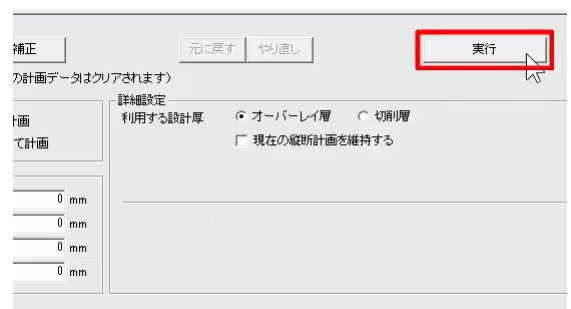 補正 元に戻す やり直し 実行
の計画データはクリアされます)
詳細設定
計画 利用する設計厚 オーバーレイ層 切削層
て計画 現在の縦断計画を維持する
0 mm
0 mm
0 mm
0 mm